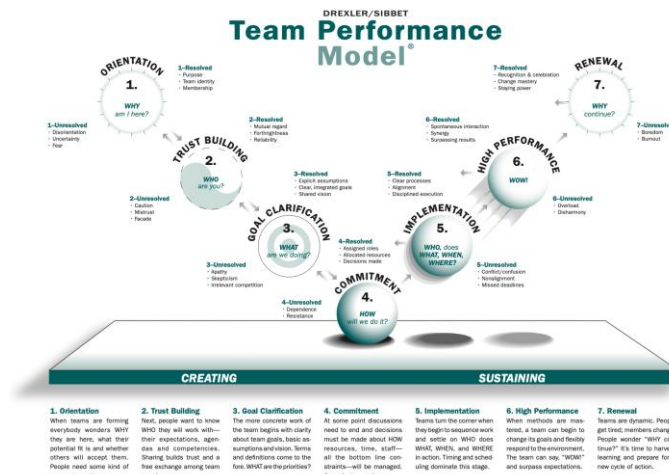 DREXLER/SIBBET
Team Performance
Model®
ORIENTATION
1.
WHY
am I here?
1–Resolved
· Purpose
· Team identity
· Membership
1–Unresolved
· Disorientation
· Uncertainty
· Fear
TRUST BUILDING
2.
WHO
are you?
2–Resolved
· Mutual regard
· Forthrightness
· Reliability
2–Unresolved
· Caution
· Mistrust
· Facade
GOAL CLARIFICATION
3.
WHAT
are we doing?
3–Resolved
· Explicit assumptions
· Clear, integrated goals
· Shared vision
3–Unresolved
· Apathy
· Skepticism
· Irrelevant competition
COMMITMENT
4.
HOW
will we do it?
4–Resolved
· Assigned roles
· Allocated resources
· Decisions made
4–Unresolved
· Dependence
· Resistance
IMPLEMENTATION
5.
WHO, does
WHAT, WHEN,
WHERE?
5–Resolved
· Clear processes
· Alignment
· Disciplined execution
5–Unresolved
· Conflict/confusion
· Nonalignment
· Missed deadlines
HIGH PERFORMANCE
6.
WOW!
6–Resolved
· Spontaneous interaction
· Synergy
· Surpassing results
6–Unresolved
· Overload
· Disharmony
RENEWAL
7.
WHY
continue?
7–Resolved
· Recognition & celebration
· Change mastery
· Staying power
7–Unresol
· Boredom
· Burnout
CREATING
SUSTAINING
1. Orientation
When teams are forming
everybody wonders WHY
they are here, what their
potential fit is and whether
others will accept them.
People need some kind of
2. Trust Building
Next, people want to know
WHO they will work with—
their expectations, agen-
das and competencies.
Sharing builds trust and a
free exchange among team
3. Goal Clarification
The more concrete work of
the team begins with clarity
about team goals, basic as-
sumptions and vision. Terms
and definitions come to the
fore. WHAT are the priorities?
4. Commitment
At some point discussions
need to end and decisions
must be made about HOW
resources, time, staff—
all the bottom line con-
straints—will be managed.
5. Implementation
Teams turn the corner when
they begin to sequence work
and settle on WHO does
WHAT, WHEN, and WHERE
in action. Timing and sched-
uling dominate this stage.
6. High Performance
When methods are mas-
tered, a team can begin to
change its goals and flexibly
respond to the environment.
The team can say, "WOW!"
and surpass expectations.
7. Renewal
Teams are dynamic. Peop
get tired; members chang
People wonder "WHY co
tinue?" It's time to harve
learning and prepare for
new cycle of action.